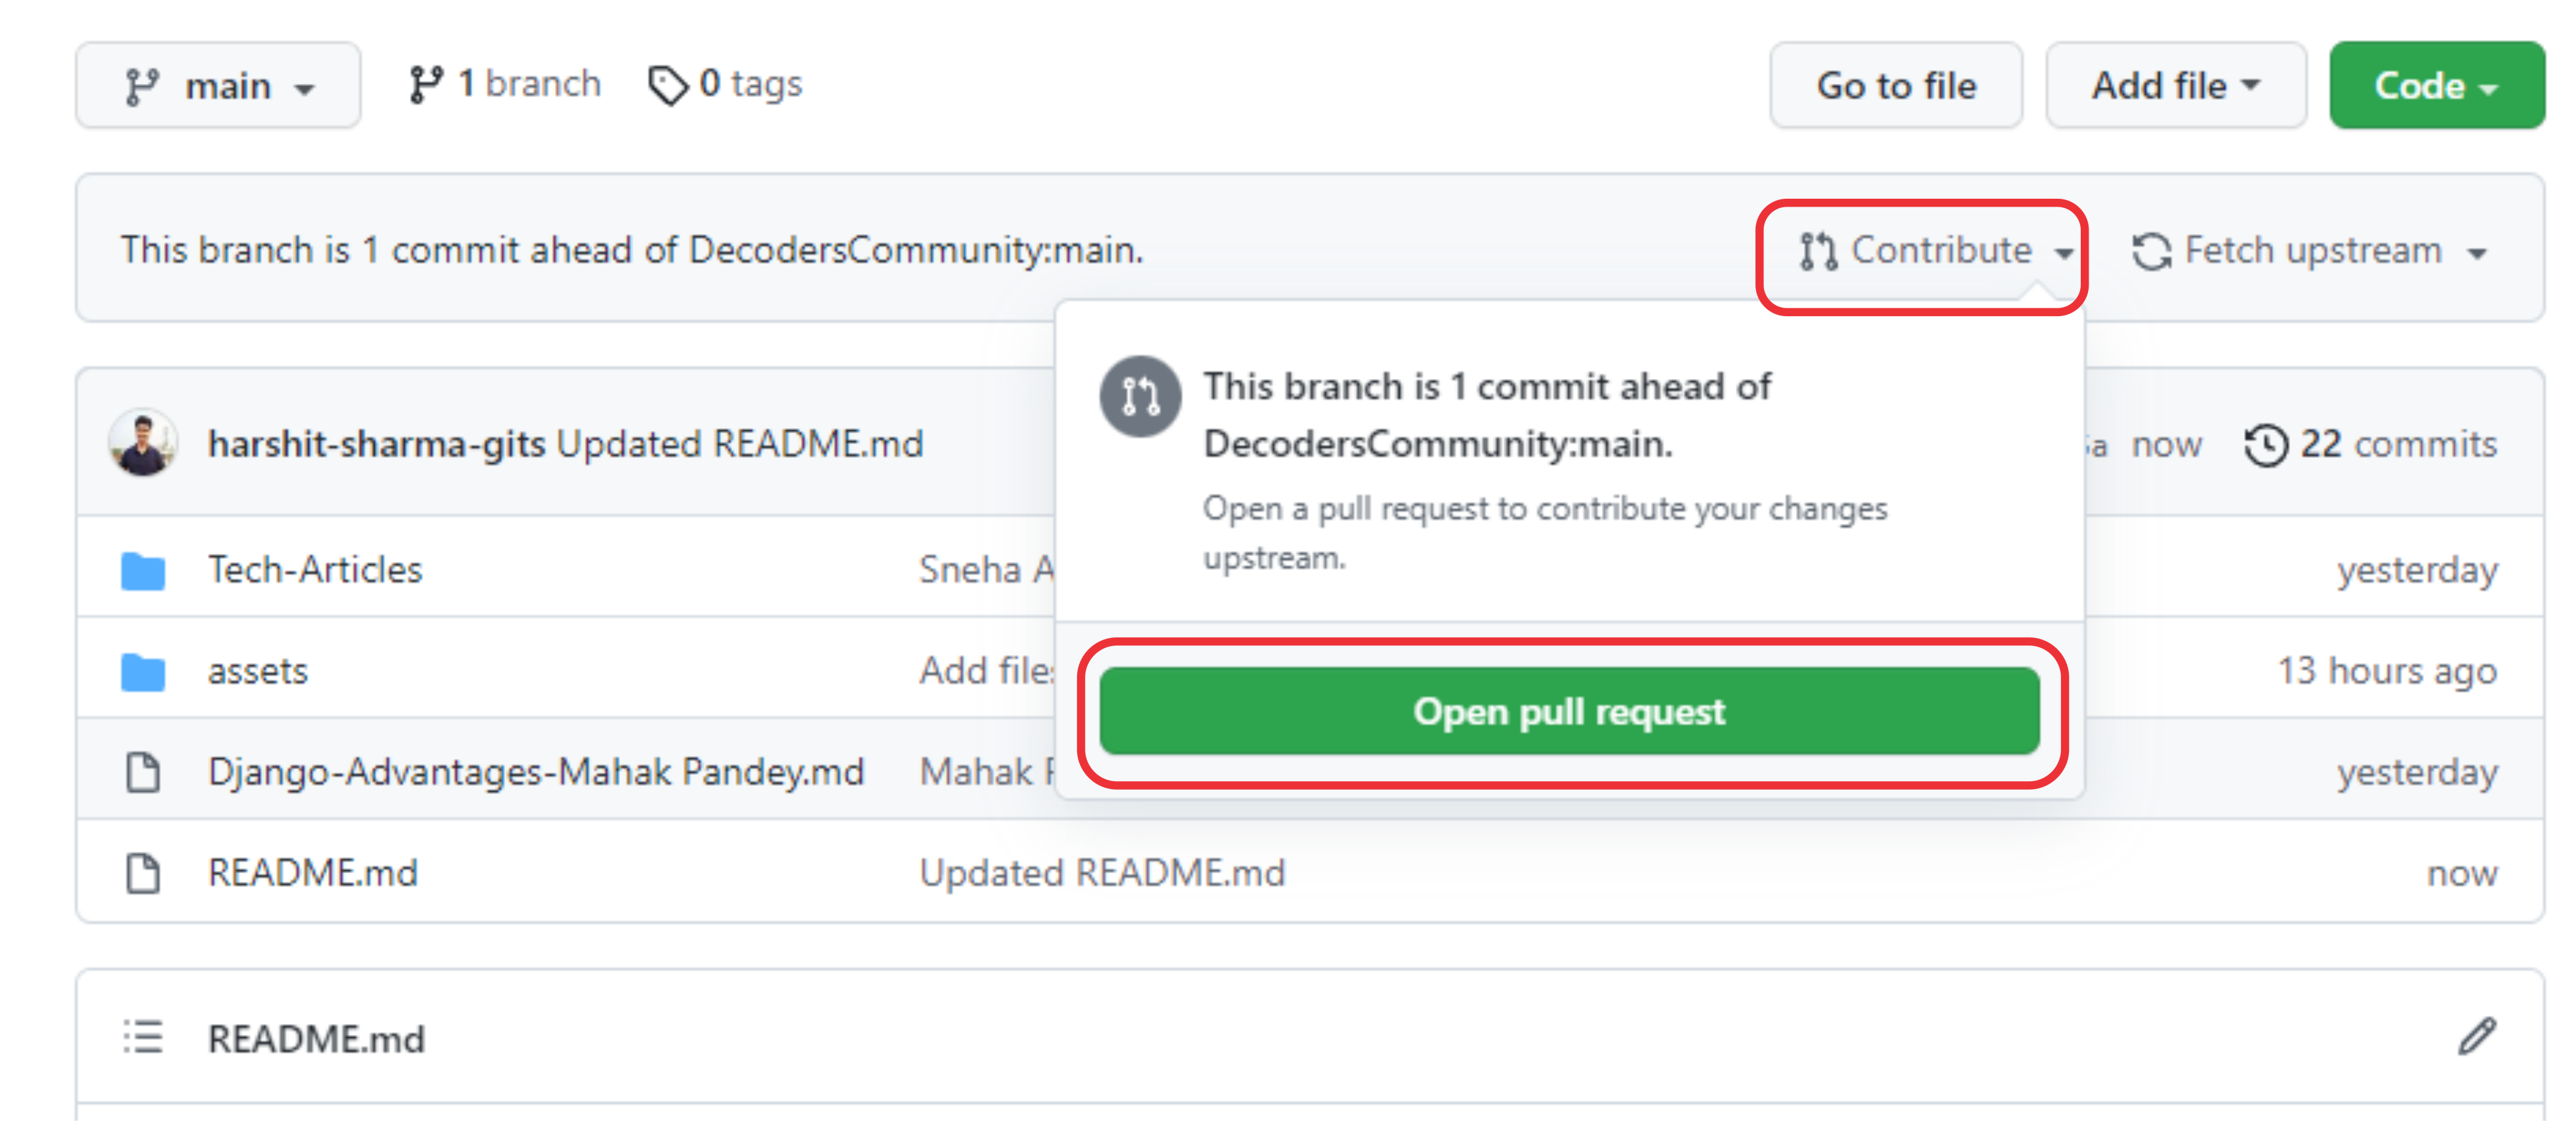 main 1 branch 0 tags Go to file Add file Code
This branch is 1 commit ahead of DecodersCommunity:main. Contribute Fetch upstream
This branch is 1 commit ahead of
DecodersCommunity:main.
Open a pull request to contribute your changes
upstream.
Open pull request
harshit-sharma-gits Updated README.md now 22 commits
Tech-Articles Sneha A yesterday
assets Add file 13 hours ago
Django-Advantages-Mahak Pandey.md Mahak yesterday
README.md Updated README.md now
README.md